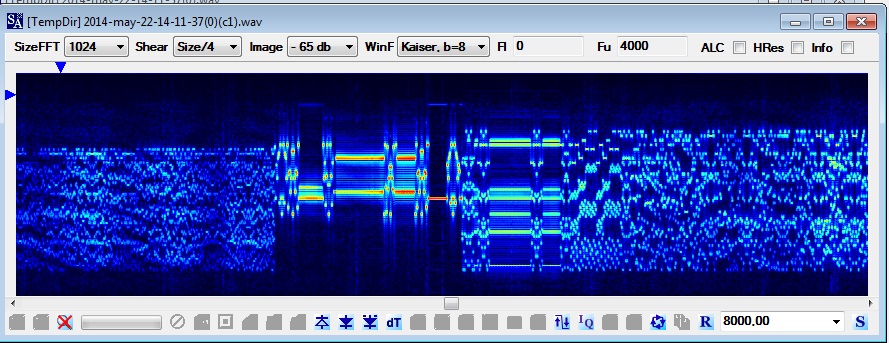 SA [TempDir] 2014-may-22-14-11-37(0)(c1).wav
SizeFFT 1024 Shear Size/4 Image - 65 db WinF Kaiser, b=8 Fl 0 Fu 4000 ALC HRes Info
dT I Q R 8000,00 S